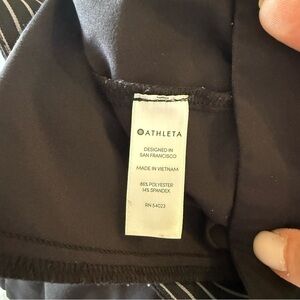 ATHLETA
DESIGNED IN
SAN FRANCISCO
MADE IN VIETNAM
86% POLYESTER
14% SPANDEX
RN 54023